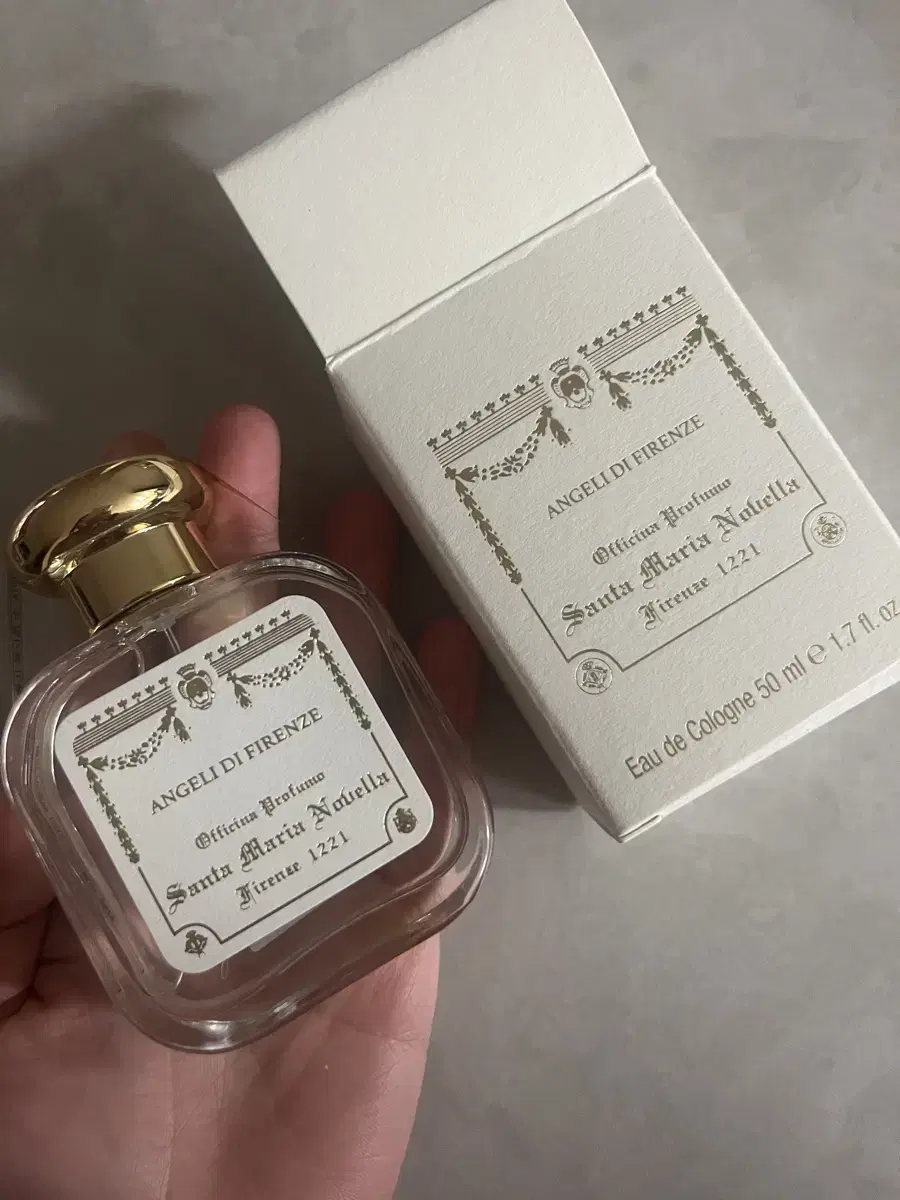 ANGELI DI FIRENZE
Officina Profumo
Santa Maria Novella
Firenze 1221
Eau de Cologne 50 ml e 1.7 fl.oz
ANGELI DI FIRENZE
Officina Profumo
Santa Maria Novella
Firenze 1221